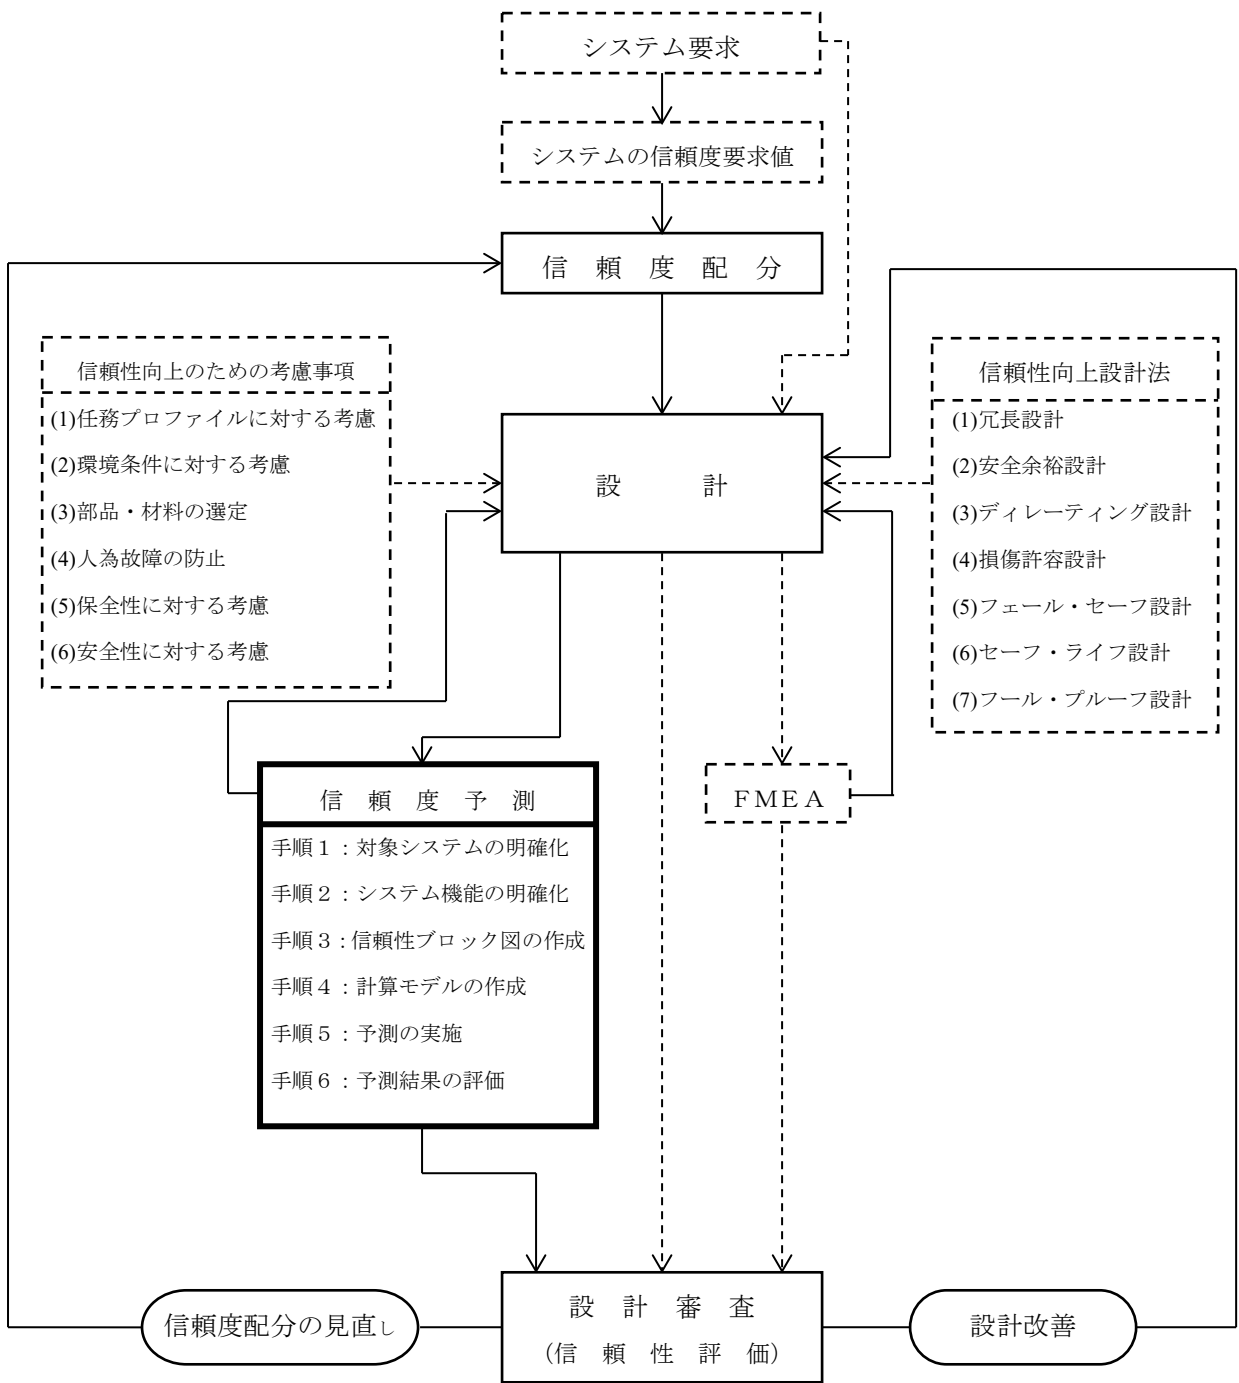 システム要求
システムの信頼度要求値
信 頼 度 配 分
信頼性向上のための考慮事項
(1)任務プロファイルに対する考慮
(2)環境条件に対する考慮
(3)部品・材料の選定
(4)人為故障の防止
(5)保全性に対する考慮
(6)安全性に対する考慮
設 計
信頼性向上設計法
(1)冗長設計
(2)安全余裕設計
(3)ディレーティング設計
(4)損傷許容設計
(5)フェール・セーフ設計
(6)セーフ・ライフ設計
(7)フール・プルーフ設計
信 頼 度 予 測
手順1:対象システムの明確化
手順2:システム機能の明確化
手順3:信頼性ブロック図の作成
手順4:計算モデルの作成
手順5:予測の実施
手順6:予測結果の評価
FMEA
信頼度配分の見直し
設 計 審 査
(信 頼 性 評 価)
設計改善